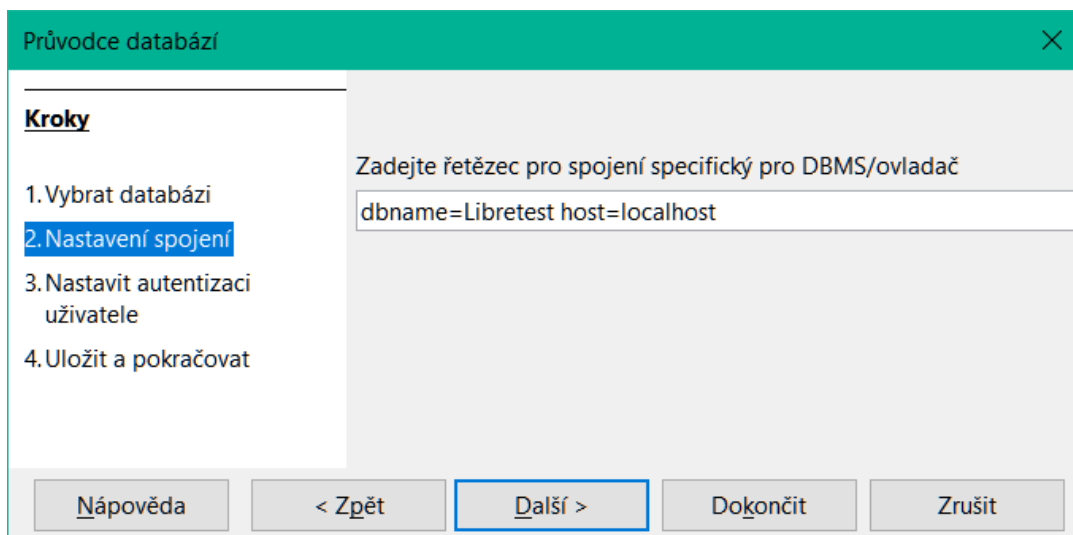 Průvodce databází
Kroky
1. Vybrat databázi
2. Nastavení spojení
3. Nastavit autentizaci
uživatele
4. Uložit a pokračovat
Zadejte řetězec pro spojení specifický pro DBMS/ovladač
dbname=Libretest host=localhost
Nápověda
< Zpět
Další >
Dokončit
Zrušit